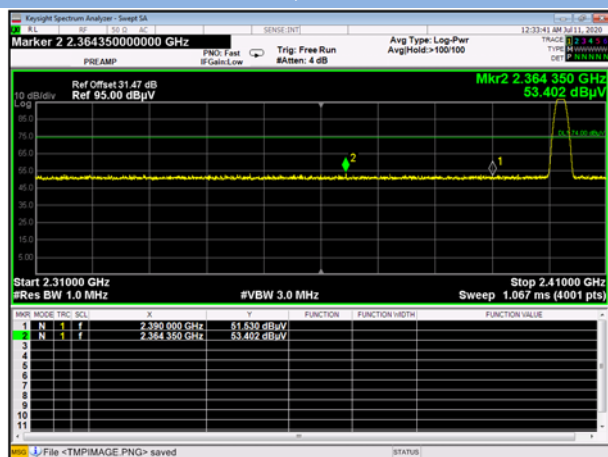 Keysight Spectrum Analyzer - Swept SA
RL RF 50 Ω AC SENSE:INT 12:33:41 AM Jul 11, 2020
Marker 2 2.364350000000 GHz Avg Type: Log-Pwr TRACE 1 2 3 4 5 6
PNO: Fast Trig: Free Run Avg|Hold:>100/100 TYPE M
PREAMP IFGain:Low #Atten: 4 dB DET P N N N N N
Mkr2 2.364 350 GHz
Ref Offset 31.47 dB
10 dB/div Ref 95.00 dBµV 53.402 dBµV
Log
85.0
75.0 DL1 74.00 dBµV
65.0 2 1
55.0
45.0
35.0
25.0
15.0
5.00
Start 2.31000 GHz Stop 2.41000 GHz
#Res BW 1.0 MHz #VBW 3.0 MHz Sweep 1.067 ms (4001 pts)
MKR MODE TRC SCL X Y FUNCTION FUNCTION WIDTH FUNCTION VALUE
1 N 1 f 2.390 000 GHz 51.530 dBµV
2 N 1 f 2.364 350 GHz 53.402 dBµV
3
4
5
6
7
8
9
10
11
MSG File <TMPIMAGE.PNG> saved STATUS